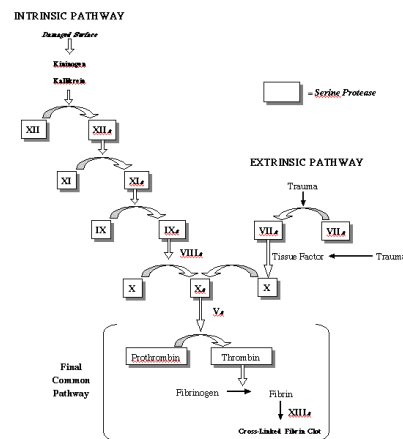 INTRINSIC PATHWAY
Damaged Surface
Kininogen
Kallikrein
= Serine Protease
XII
XIIa
XI
XIa
EXTRINSIC PATHWAY
Trauma
IX
IXa
VIIa
VIIa
VIIIa
Tissue Factor
Trauma
X
Xa
X
Va
Prothrombin
Thrombin
Final
Common
Pathway
Fibrinogen
Fibrin
XIIIa
Cross-Linked Fibrin Clot